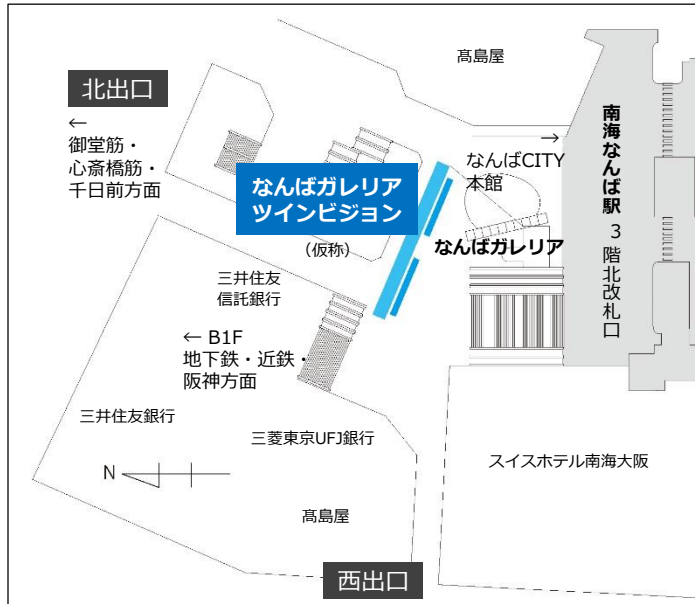 髙島屋
北出口
←
御堂筋・
心斎橋筋・
千日前方面
→
なんばCITY
本館
南海なんば駅 3階北改札口
なんばガレリア
ツインビジョン
（仮称）
なんばガレリア
三井住友
信託銀行
← B1F
地下鉄・近鉄・
阪神方面
三井住友銀行
三菱東京UFJ銀行
スイスホテル南海大阪
N
髙島屋
西出口